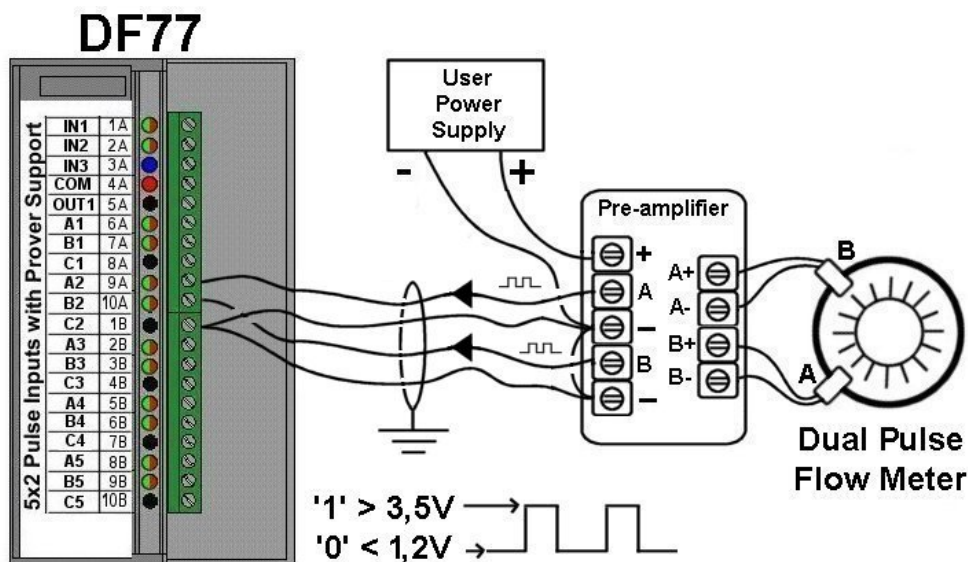 DF77
5x2 Pulse Inputs with Prover Support
IN1 1A
IN2 2A
IN3 3A
COM 4A
OUT1 5A
A1 6A
B1 7A
C1 8A
A2 9A
B2 10A
C2 1B
A3 2B
B3 3B
C3 4B
A4 5B
B4 6B
C4 7B
A5 8B
B5 9B
C5 10B
User
Power
Supply
- +
Pre-amplifier
+
A
–
B
–
A+
A-
B+
B-
B
A
Dual Pulse
Flow Meter
'1' > 3,5V
'0' < 1,2V